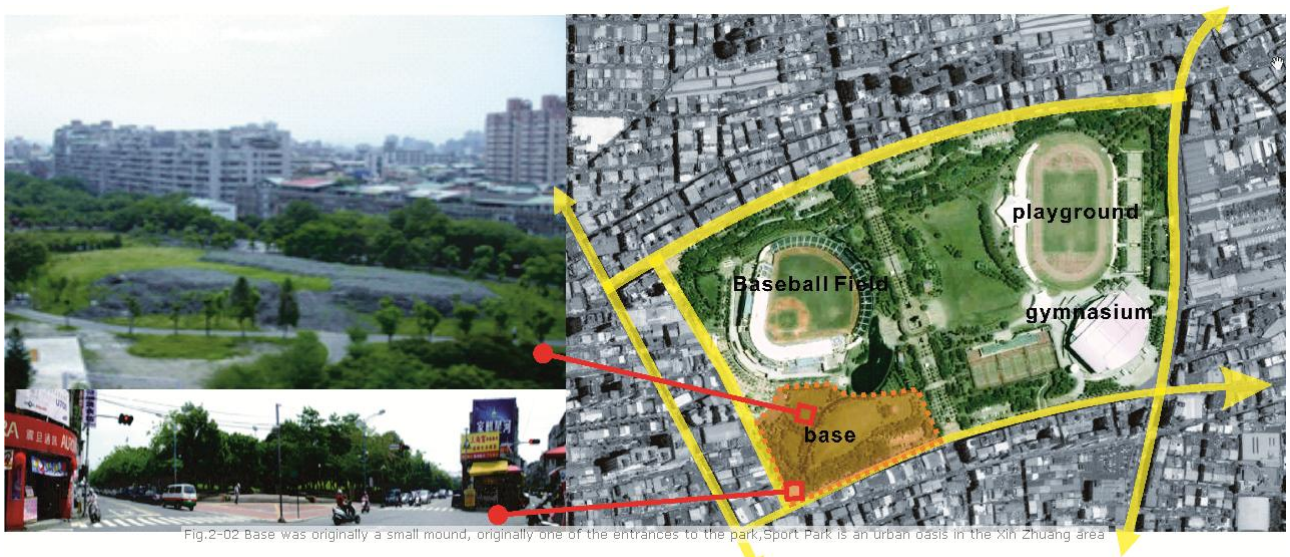 playground
Baseball Field
gymnasium
base
Fig.2-02 Base was originally a small mound, originally one of the entrances to the park,Sport Park is an urban oasis in the Xin Zhuang area